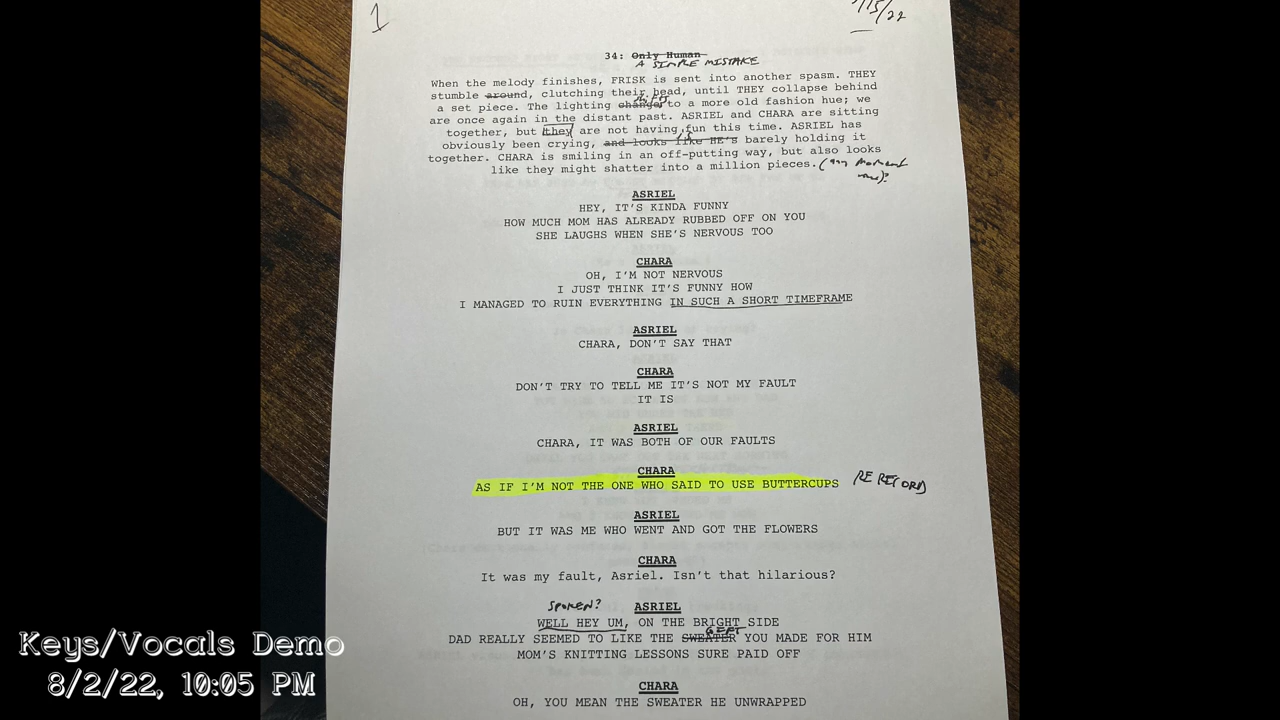 1
/15/22
34: Only Human
A SIMPLE MISTAKE
When the melody finishes, FRISK is sent into another spasm. THEY
stumble around, clutching their head, until THEY collapse behind
a set piece. The lighting changes to a more old fashion hue; we
are once again in the distant past. ASRIEL and CHARA are sitting
together, but they are not having fun this time. ASRIEL has
obviously been crying, and looks like HE'S is barely holding it
together. CHARA is smiling in an off-putting way, but also looks
like they might shatter into a million pieces. (any moment
now)?
ASRIEL
HEY, IT'S KINDA FUNNY
HOW MUCH MOM HAS ALREADY RUBBED OFF ON YOU
SHE LAUGHS WHEN SHE'S NERVOUS TOO
CHARA
OH, I'M NOT NERVOUS
I JUST THINK IT'S FUNNY HOW
I MANAGED TO RUIN EVERYTHING IN SUCH A SHORT TIMEFRAME
ASRIEL
CHARA, DON'T SAY THAT
CHARA
DON'T TRY TO TELL ME IT'S NOT MY FAULT
IT IS
ASRIEL
CHARA, IT WAS BOTH OF OUR FAULTS
CHARA
AS IF I'M NOT THE ONE WHO SAID TO USE BUTTERCUPS RE RECORD
ASRIEL
BUT IT WAS ME WHO WENT AND GOT THE FLOWERS
CHARA
It was my fault, Asriel. Isn't that hilarious?
SPOKEN? ASRIEL
WELL HEY UM, ON THE BRIGHT SIDE
DAD REALLY SEEMED TO LIKE THE SWEATER GIFT YOU MADE FOR HIM
MOM'S KNITTING LESSONS SURE PAID OFF
CHARA
OH, YOU MEAN THE SWEATER HE UNWRAPPED
Keys/Vocals Demo
8/2/22, 10:05 PM